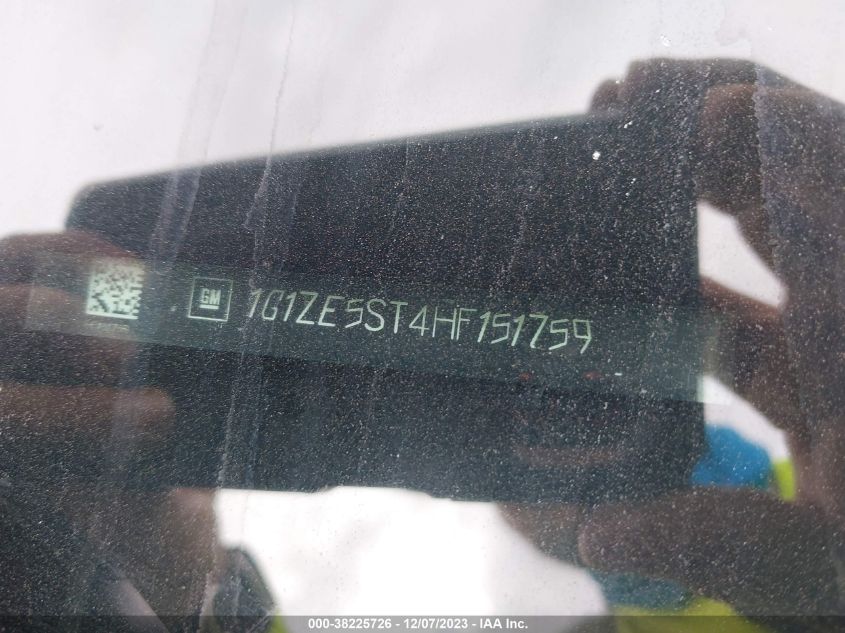 GM 1G1ZE5ST4HF151759
000-38225726 - 12/07/2023 - IAA Inc.